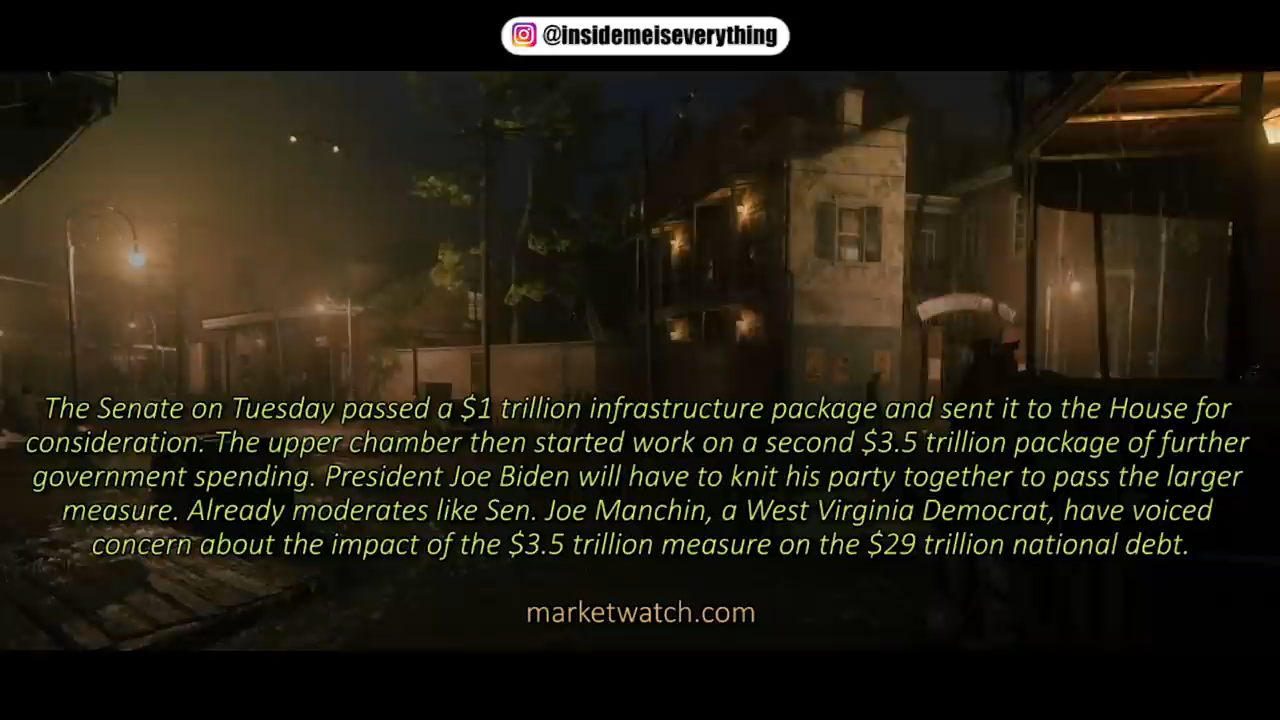 @insidemeiseverything
The Senate on Tuesday passed a $1 trillion infrastructure package and sent it to the House for
consideration. The upper chamber then started work on a second $3.5 trillion package of further
government spending. President Joe Biden will have to knit his party together to pass the larger
measure. Already moderates like Sen. Joe Manchin, a West Virginia Democrat, have voiced
concern about the impact of the $3.5 trillion measure on the $29 trillion national debt.
marketwatch.com